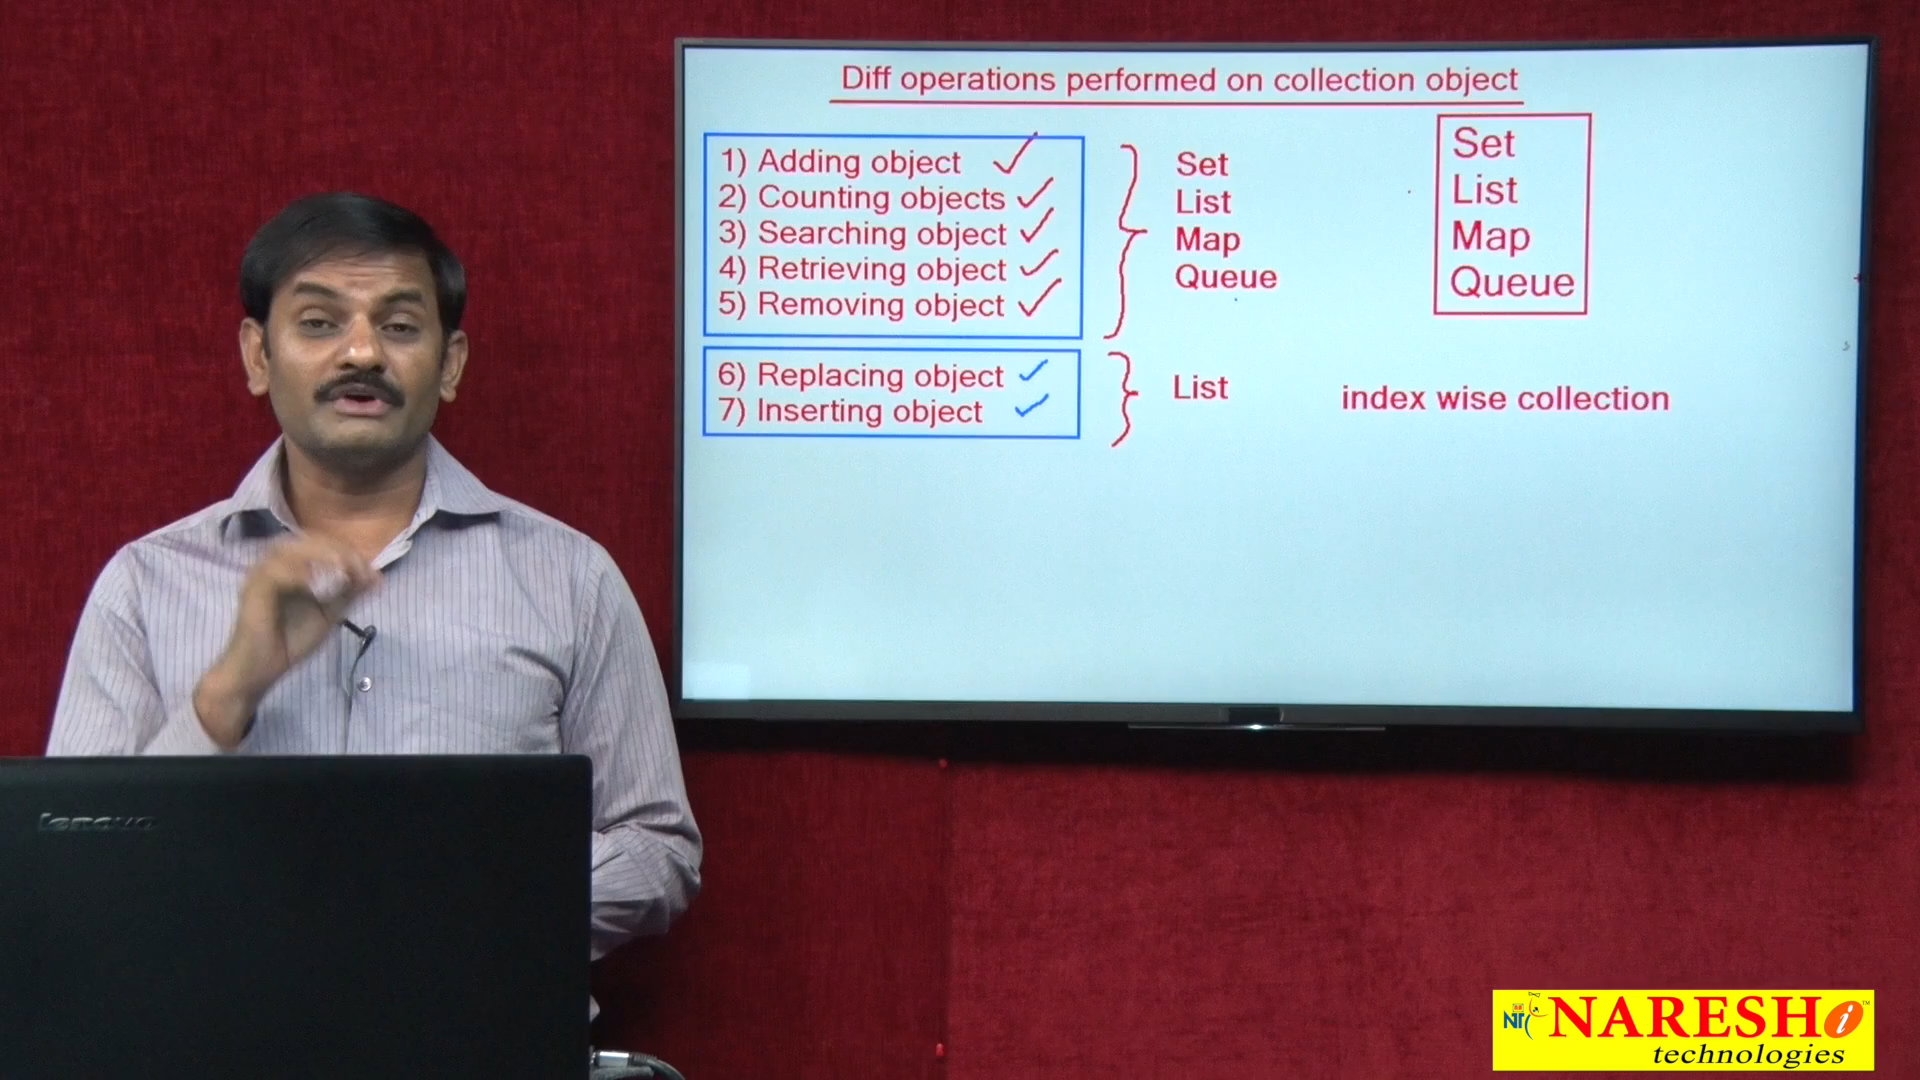 Diff operations performed on collection object
1) Adding object
2) Counting objects
3) Searching object
4) Retrieving object
5) Removing object
Set
List
Map
Queue
Set
List
Map
Queue
6) Replacing object
7) Inserting object
List
index wise collection
lenovo
NT
NARESH i
TM
technologies